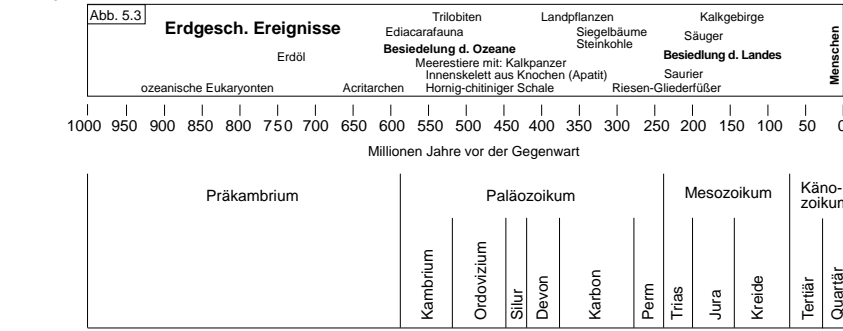 Abb. 5.3
Erdgesch. Ereignisse
Trilobiten Landpflanzen Kalkgebirge
Ediacarafauna Siegelbäume Säuger
Steinkohle
Besiedelung d. Ozeane Besiedlung d. Landes
Erdöl
Meerestiere mit: Kalkpanzer
Innenskelett aus Knochen (Apatit) Saurier
ozeanische Eukaryonten Acritarchen Hornig-chitiniger Schale Riesen-Gliederfüßer
Menschen
1000 950 900 850 800 750 700 650 600 550 500 450 400 350 300 250 200 150 100 50 0
Millionen Jahre vor der Gegenwart
Präkambrium Paläozoikum Mesozoikum Käno-
zoikum
Kambrium
Ordovizium
Silur
Devon
Karbon
Perm
Trias
Jura
Kreide
Tertiär
Quartär